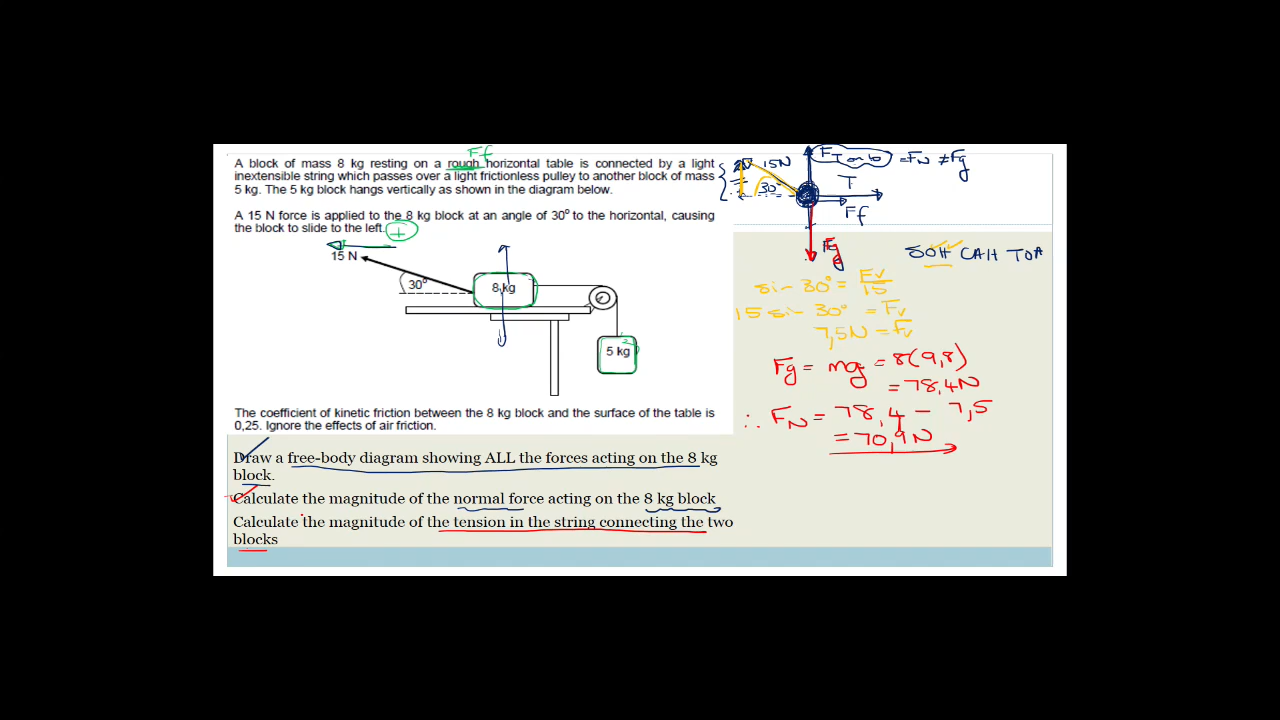 Ff
A block of mass 8 kg resting on a rough horizontal table is connected by a light
inextensible string which passes over a light frictionless pulley to another block of mass
5 kg. The 5 kg block hangs vertically as shown in the diagram below.
A 15 N force is applied to the 8 kg block at an angle of 30° to the horizontal, causing
the block to slide to the left. +
15 N
30°
8 kg
5 kg
The coefficient of kinetic friction between the 8 kg block and the surface of the table is
0,25. Ignore the effects of air friction.
Draw a free-body diagram showing ALL the forces acting on the 8 kg
block.
Calculate the magnitude of the normal force acting on the 8 kg block
Calculate the magnitude of the tension in the string connecting the two
blocks
= FN ≠ Fg
15N
30°
T
Ff
Fg
SOH CAH TOA
si- 30° = Fv/15
15 si- 30° = Fv
7,5N = Fv
Fg = mg = 8(9,8)
= 78,4N
∴ FN = 78,4 - 7,5
= 70,9N